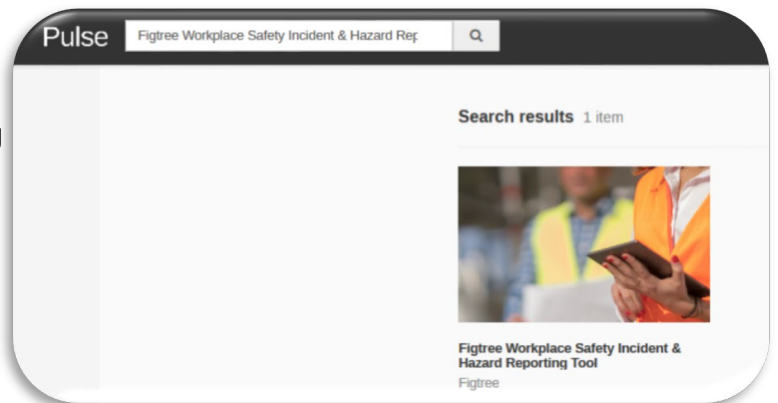 Pulse
Figtree Workplace Safety Incident & Hazard Rep
Search results 1 item
Figtree Workplace Safety Incident &
Hazard Reporting Tool
Figtree